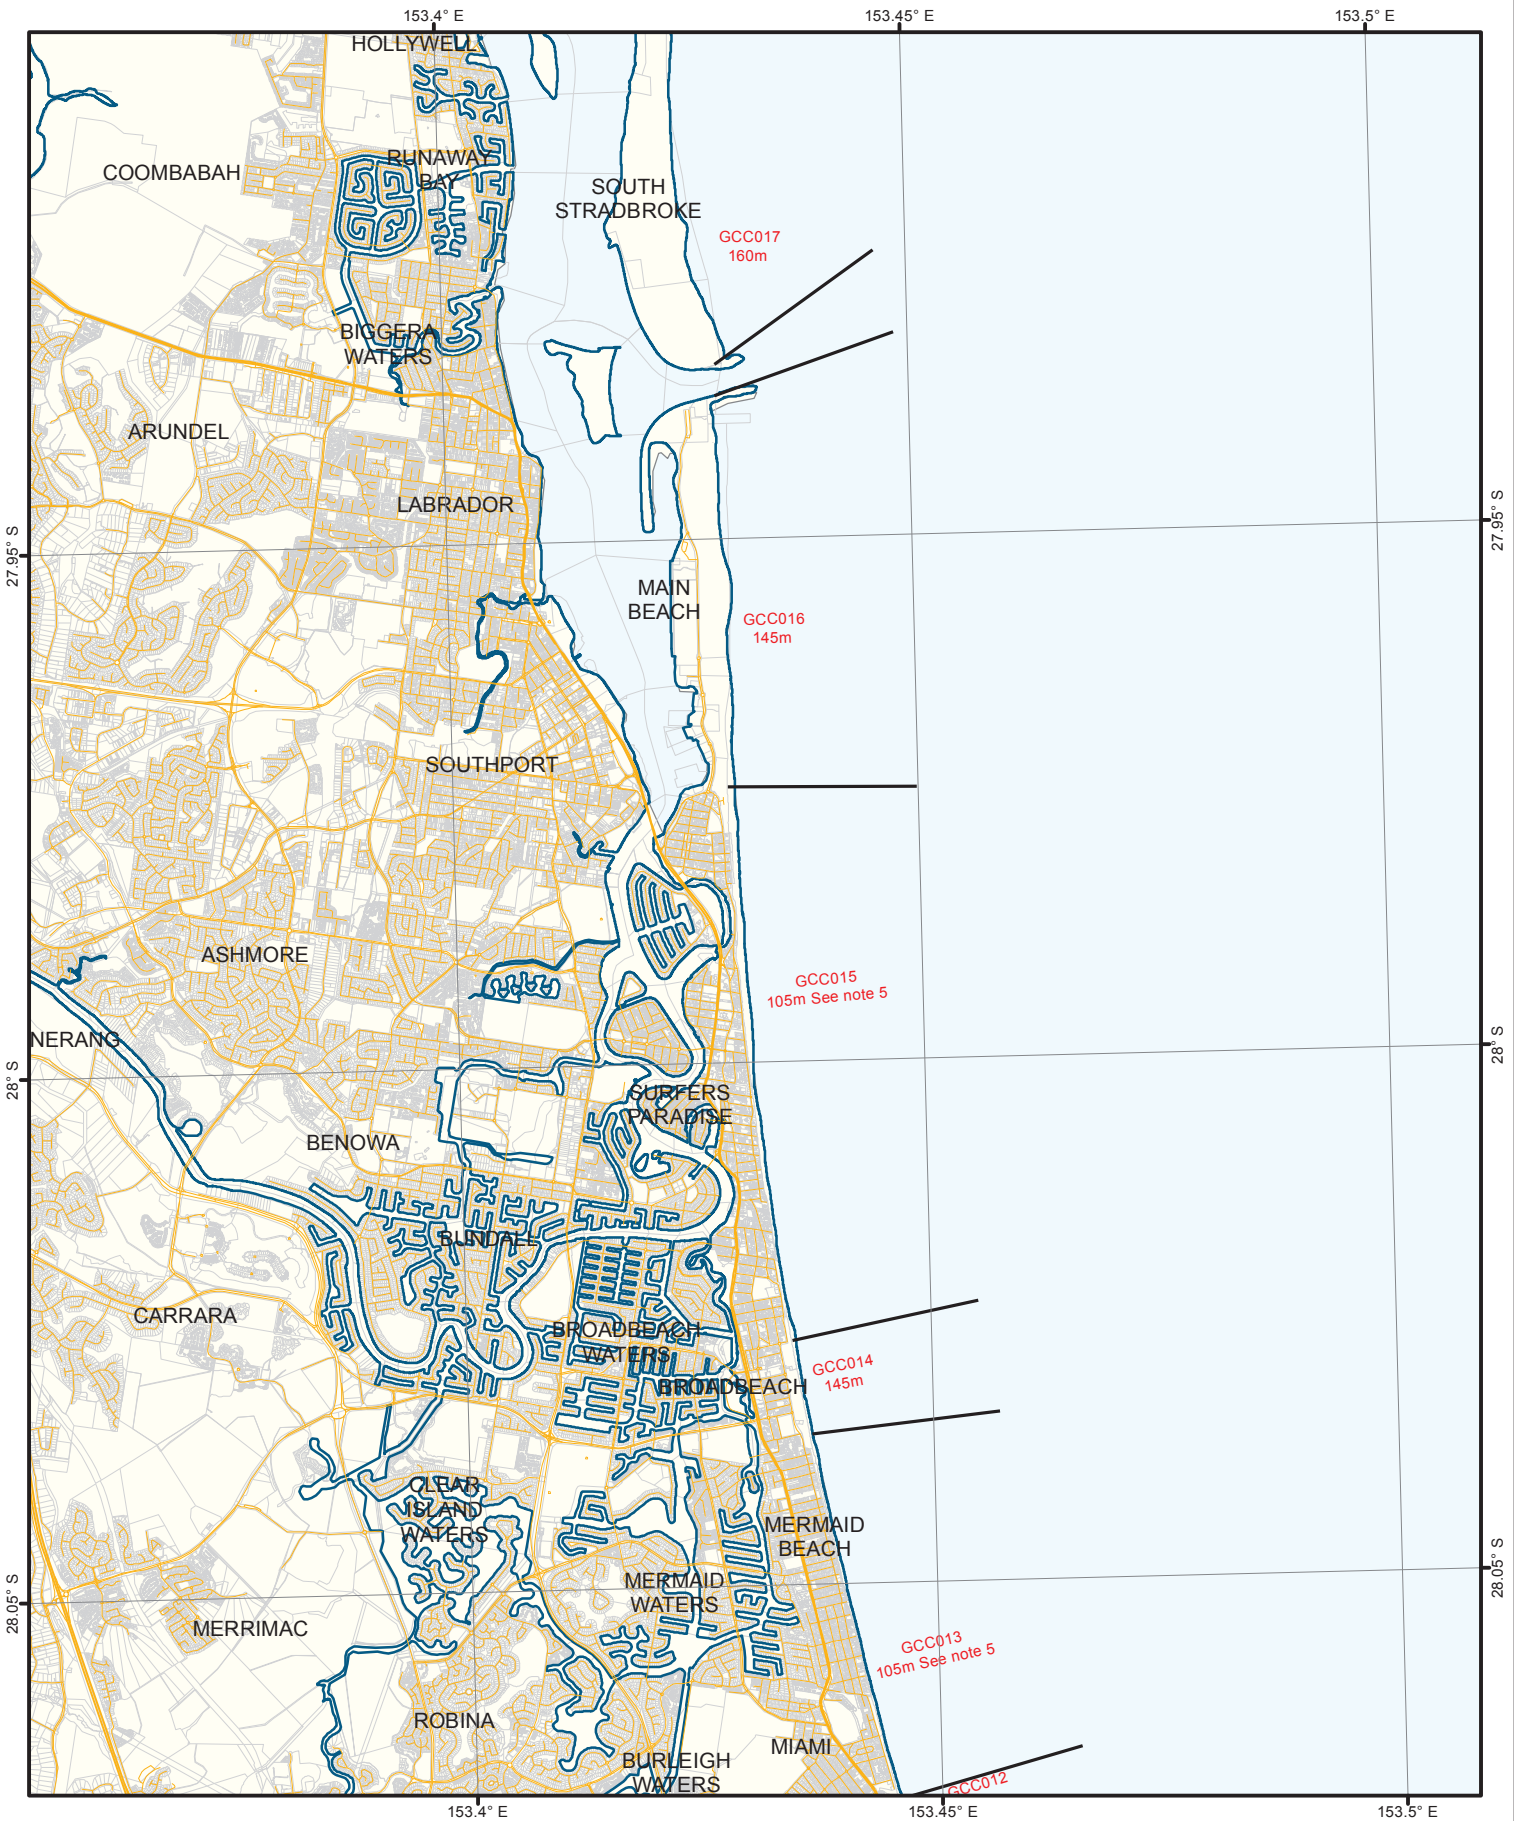 153.4° E
153.45° E
153.5° E
HOLLYWELL
COOMBABAH
RUNAWAY
BAY
SOUTH
STRADBROKE
GCC017
160m
BIGGERA
WATERS
ARUNDEL
LABRADOR
27.95° S
27.95° S
MAIN
BEACH
GCC016
145m
SOUTHPORT
ASHMORE
GCC015
105m See note 5
NERANG
28° S
28° S
SURFERS
PARADISE
BENOWA
BUNDALL
CARRARA
BROADBEACH
WATERS
GCC014
145m
BROADBEACH
CLEAR
ISLAND
WATERS
MERMAID
BEACH
28.05° S
28.05° S
MERMAID
WATERS
MERRIMAC
GCC013
105m See note 5
ROBINA
MIAMI
BURLEIGH
WATERS
GCC012
153.4° E
153.45° E
153.5° E